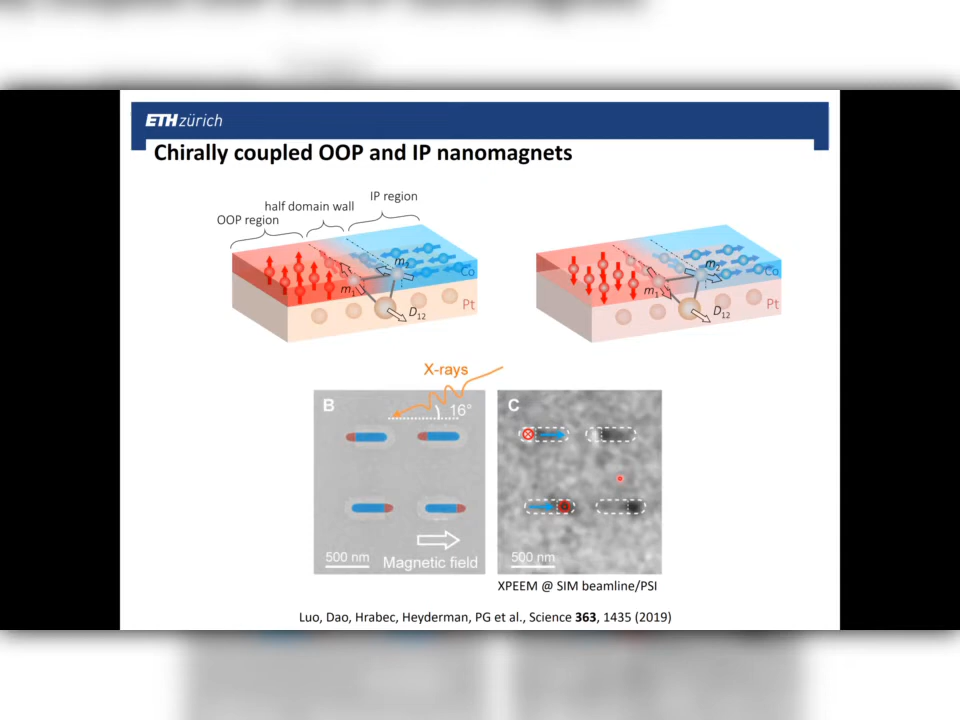 ETH zürich
Chirally coupled OOP and IP nanomagnets
IP region
half domain wall
OOP region
m2
Co
m1
Pt
D12
m2
Co
m1
Pt
D12
X-rays
B
16°
500 nm
Magnetic field
C
500 nm
XPEEM @ SIM beamline/PSI
Luo, Dao, Hrabec, Heyderman, PG et al., Science 363, 1435 (2019)